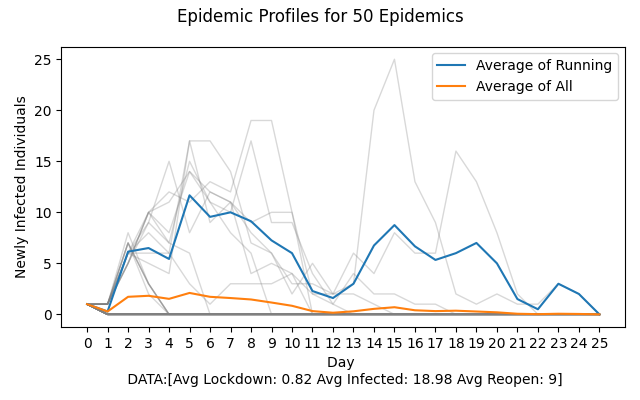 Epidemic Profiles for 50 Epidemics
Newly Infected Individuals
25
20
15
10
5
0
Average of Running
Average of All
0 1 2 3 4 5 6 7 8 9 10 11 12 13 14 15 16 17 18 19 20 21 22 23 24 25
Day
DATA:[Avg Lockdown: 0.82 Avg Infected: 18.98 Avg Reopen: 9]